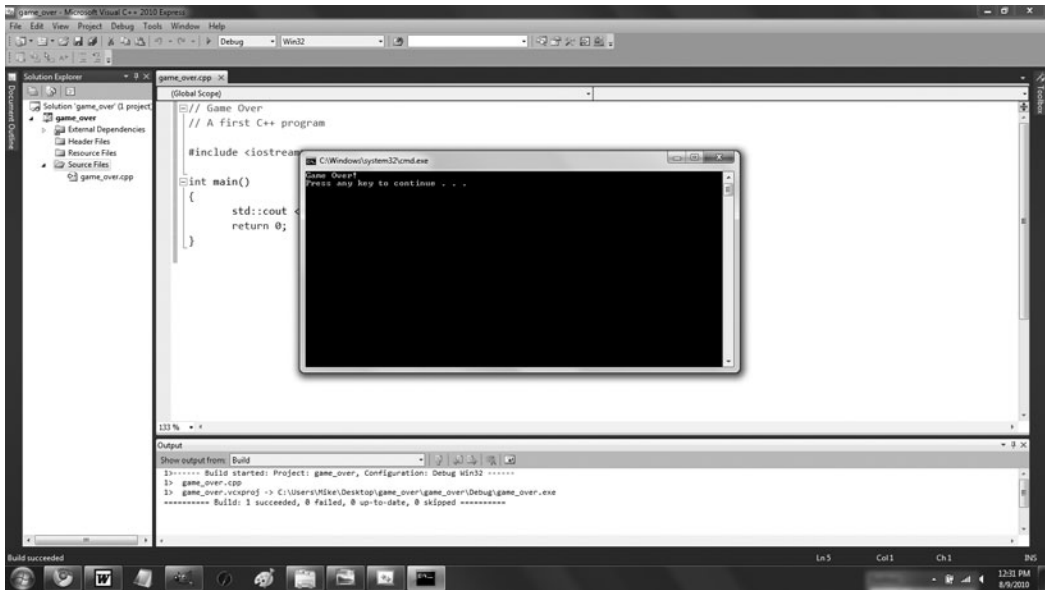 game_over - Microsoft Visual C++ 2010 Express
File Edit View Project Debug Tools Window Help
Debug Win32
Solution Explorer
game_over.cpp
Document Outline
Toolbox
(Global Scope)
Solution 'game_over' (1 project)
game_over
External Dependencies
Header Files
Resource Files
Source Files
game_over.cpp
// Game Over
// A first C++ program
#include <iostream
int main()
{
std::cout <
return 0;
}
C:\Windows\system32\cmd.exe
Game Over!
Press any key to continue . . .
133 %
Output
Show output from: Build
1>------ Build started: Project: game_over, Configuration: Debug Win32 ------
1> game_over.cpp
1> game_over.vcxproj -> C:\Users\Mike\Desktop\game_over\game_over\Debug\game_over.exe
========== Build: 1 succeeded, 0 failed, 0 up-to-date, 0 skipped ==========
Build succeeded
Ln 5 Col 1 Ch 1 INS
W
12:31 PM
8/9/2010